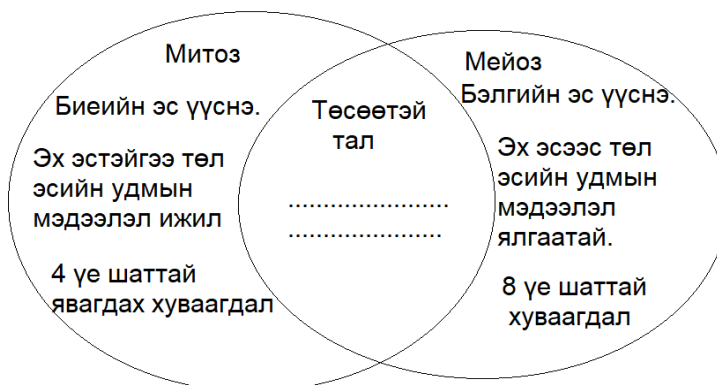 Митоз
Биеийн эс үүснэ.
Эх эстэйгээ төл
эсийн удмын
мэдээлэл ижил
4 үе шаттай
явагдах хуваагдал
Төсөөтэй
тал
.......................
......................
Мейоз
Бэлгийн эс үүснэ.
Эх эсээс төл
эсийн удмын
мэдээлэл
ялгаатай.
8 үе шаттай
хуваагдал